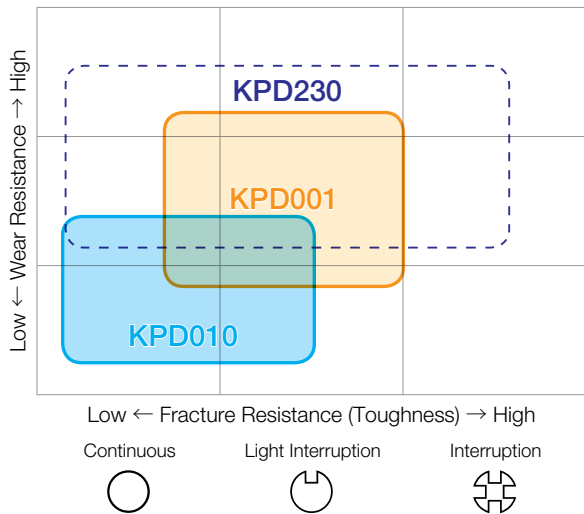 KPD230
KPD001
KPD010
Low ← Wear Resistance → High
Low ← Fracture Resistance (Toughness) → High
Continuous
Light Interruption
Interruption